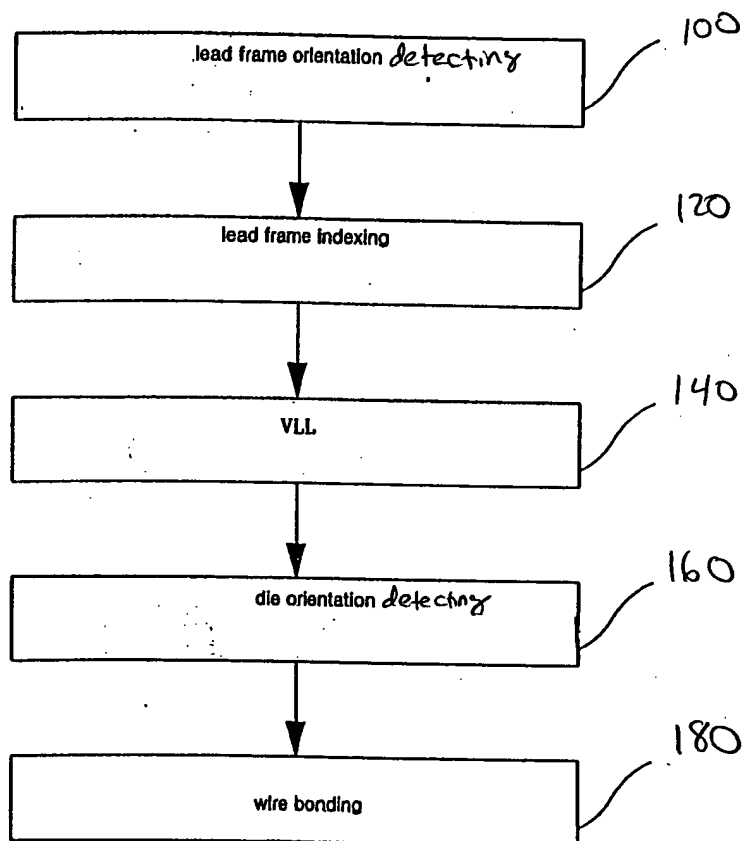 lead frame orientation detecting
100
lead frame indexing
120
VLL
140
die orientation detecting
160
wire bonding
180